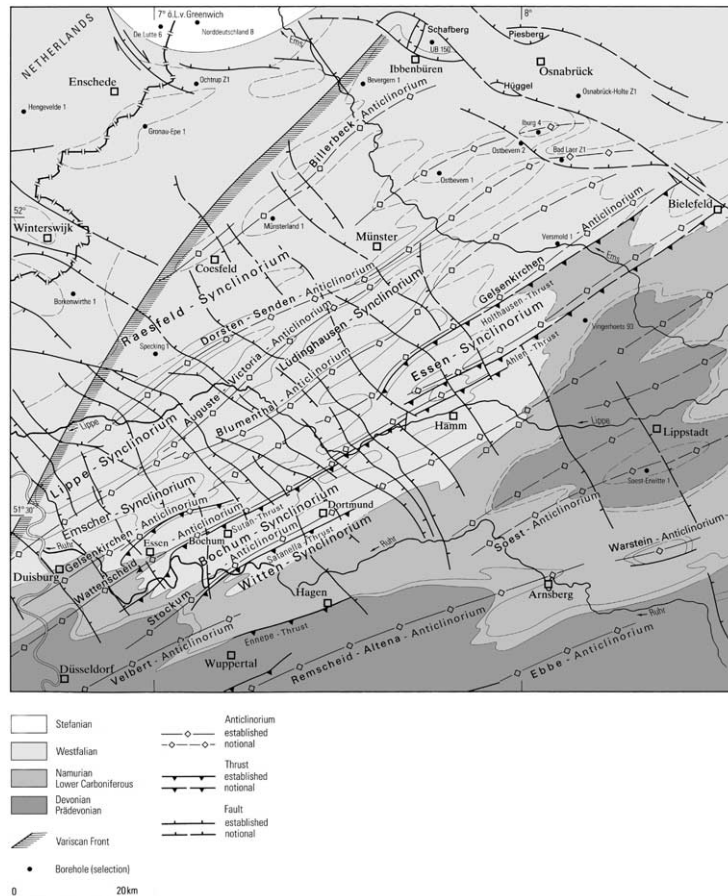 7° ö.L.v. Greenwich
8°
De Lutte 6
Norddeutschland 8
NETHERLANDS
Ems
Schafberg
UB 150
Piesberg
Ibbenbüren
Osnabrück
Enschede
Ochtrup Z1
Bevergern 1
Hüggel
Osnabrück-Holte Z1
Hengevelde 1
Gronau-Epe 1
Billerbeck - Anticlinorium
Iburg 4
Ostbevern 2
Bad Laer Z1
Ostbevern 1
52°
Winterswijk
Münsterland 1
Münster
Bielefeld
Coesfeld
Versmold 1
Ems
Gelsenkirchen - Anticlinorium
Holthausen-Thrust
Borkenwirthe 1
Raesfeld - Synclinorium
Dorsten - Senden - Anticlinorium
Specking 1
Auguste - Victoria - Anticlinorium
Lüdinghausen - Synclinorium
Essen - Synclinorium
Ahlen - Thrust
Vingerhoets 93
Blumenthal - Anticlinorium
Lippe
Hamm
Lippe
Lippstadt
Lippe - Synclinorium
Soest-Erwitte 1
51° 30'
Emscher - Synclinorium
Gelsenkirchen - Anticlinorium
Wattenscheid - Anticlinorium
Sutan - Thrust
Dortmund
Ruhr
Essen
Bochum
Bochum - Synclinorium
Stockum - Anticlinorium
Satanella - Thrust
Witten - Synclinorium
Ruhr
Soest - Anticlinorium
Warstein - Anticlinorium
Duisburg
Hagen
Arnsberg
Ruhr
Velbert - Anticlinorium
Ennepe - Thrust
Wuppertal
Remscheid - Altena - Anticlinorium
Ebbe - Anticlinorium
Düsseldorf
Stefanian
Westfalian
Namurian
Lower Carboniferous
Devonian
Prädevonian
Variscan Front
Borehole (selection)
0 20 km
Anticlinorium
established
notional
Thrust
established
notional
Fault
established
notional